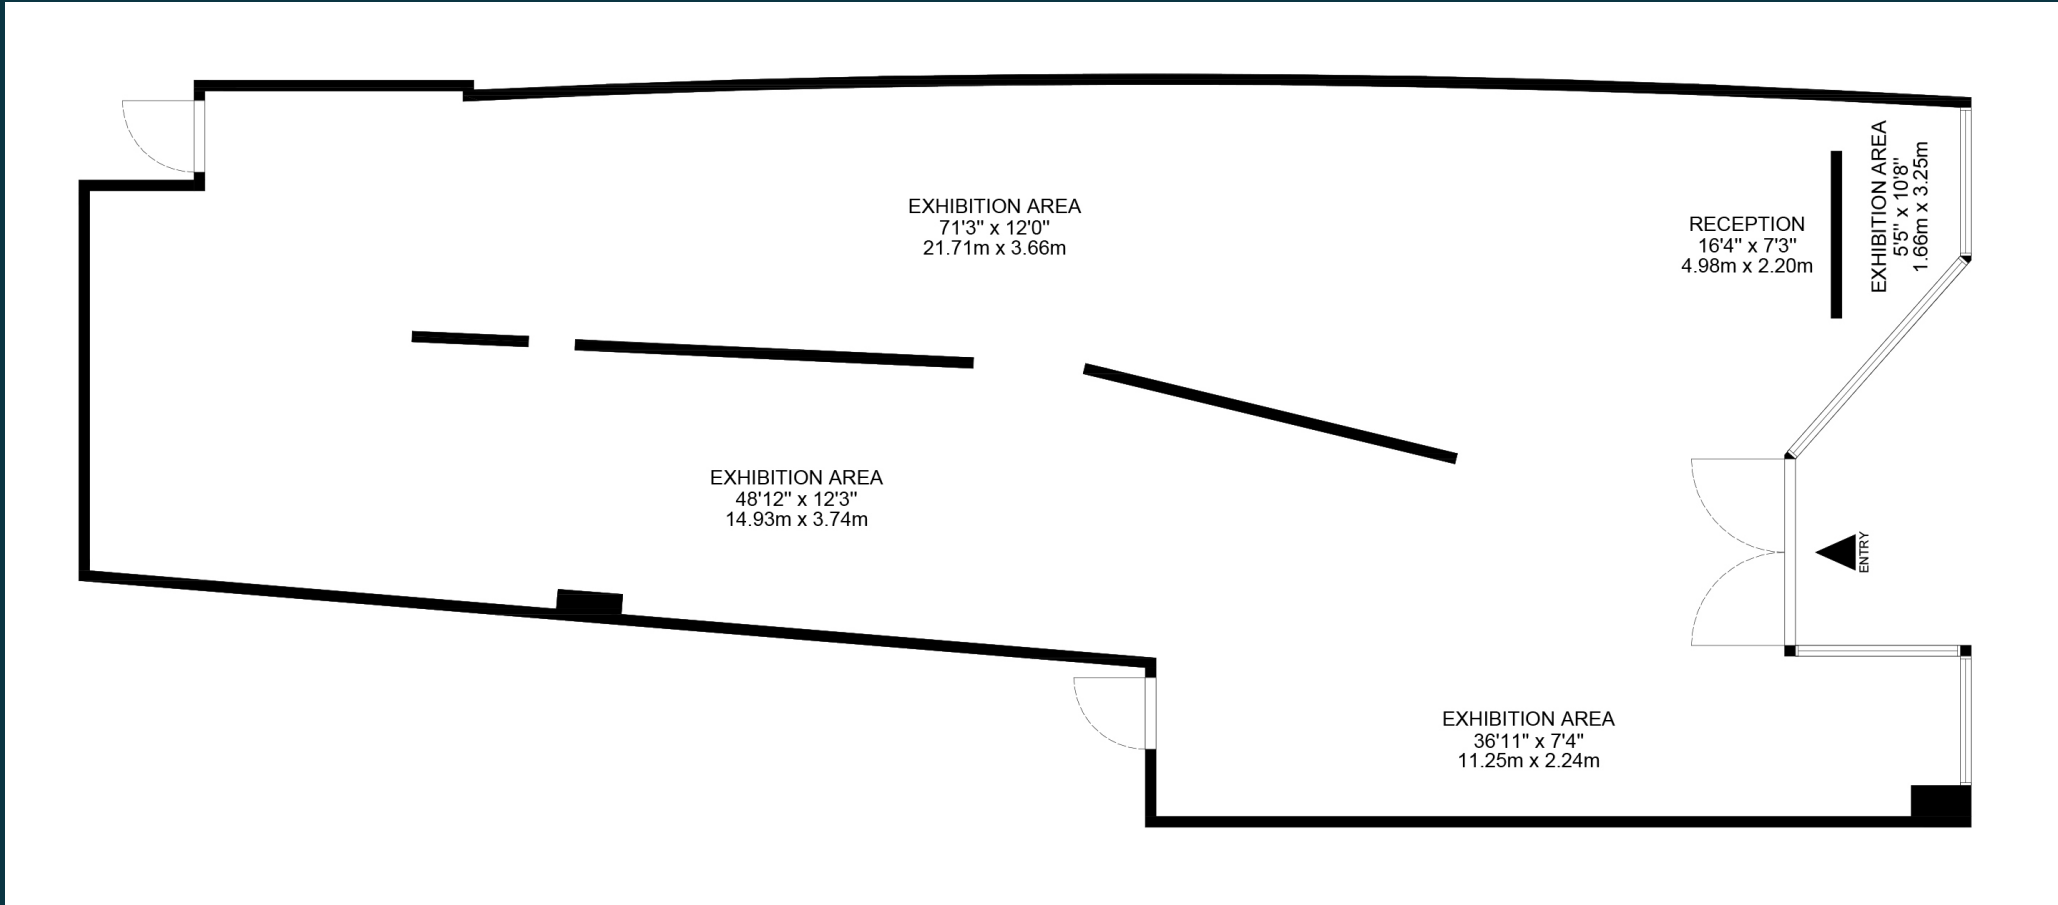 EXHIBITION AREA
71'3" x 12'0"
21.71m x 3.66m
RECEPTION
16'4" x 7'3"
4.98m x 2.20m
EXHIBITION AREA
5'5" x 10'8"
1.66m x 3.25m
EXHIBITION AREA
48'12" x 12'3"
14.93m x 3.74m
ENTRY
EXHIBITION AREA
36'11" x 7'4"
11.25m x 2.24m